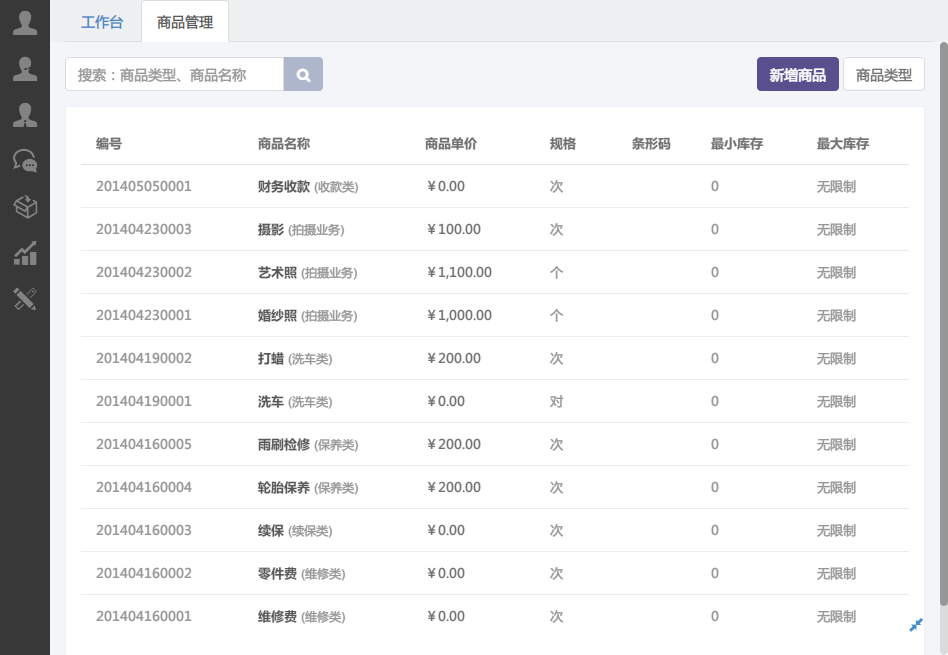 工作台 商品管理
搜索：商品类型、商品名称 新增商品 商品类型
编号 商品名称 商品单价 规格 条形码 最小库存 最大库存
201405050001 财务收款 (收款类) ¥0.00 次 0 无限制
201404230003 摄影 (拍摄业务) ¥100.00 次 0 无限制
201404230002 艺术照 (拍摄业务) ¥1,100.00 个 0 无限制
201404230001 婚纱照 (拍摄业务) ¥1,000.00 个 0 无限制
201404190002 打蜡 (洗车类) ¥200.00 次 0 无限制
201404190001 洗车 (洗车类) ¥0.00 对 0 无限制
201404160005 雨刷检修 (保养类) ¥200.00 次 0 无限制
201404160004 轮胎保养 (保养类) ¥200.00 次 0 无限制
201404160003 续保 (续保类) ¥0.00 次 0 无限制
201404160002 零件费 (维修类) ¥0.00 次 0 无限制
201404160001 维修费 (维修类) ¥0.00 次 0 无限制